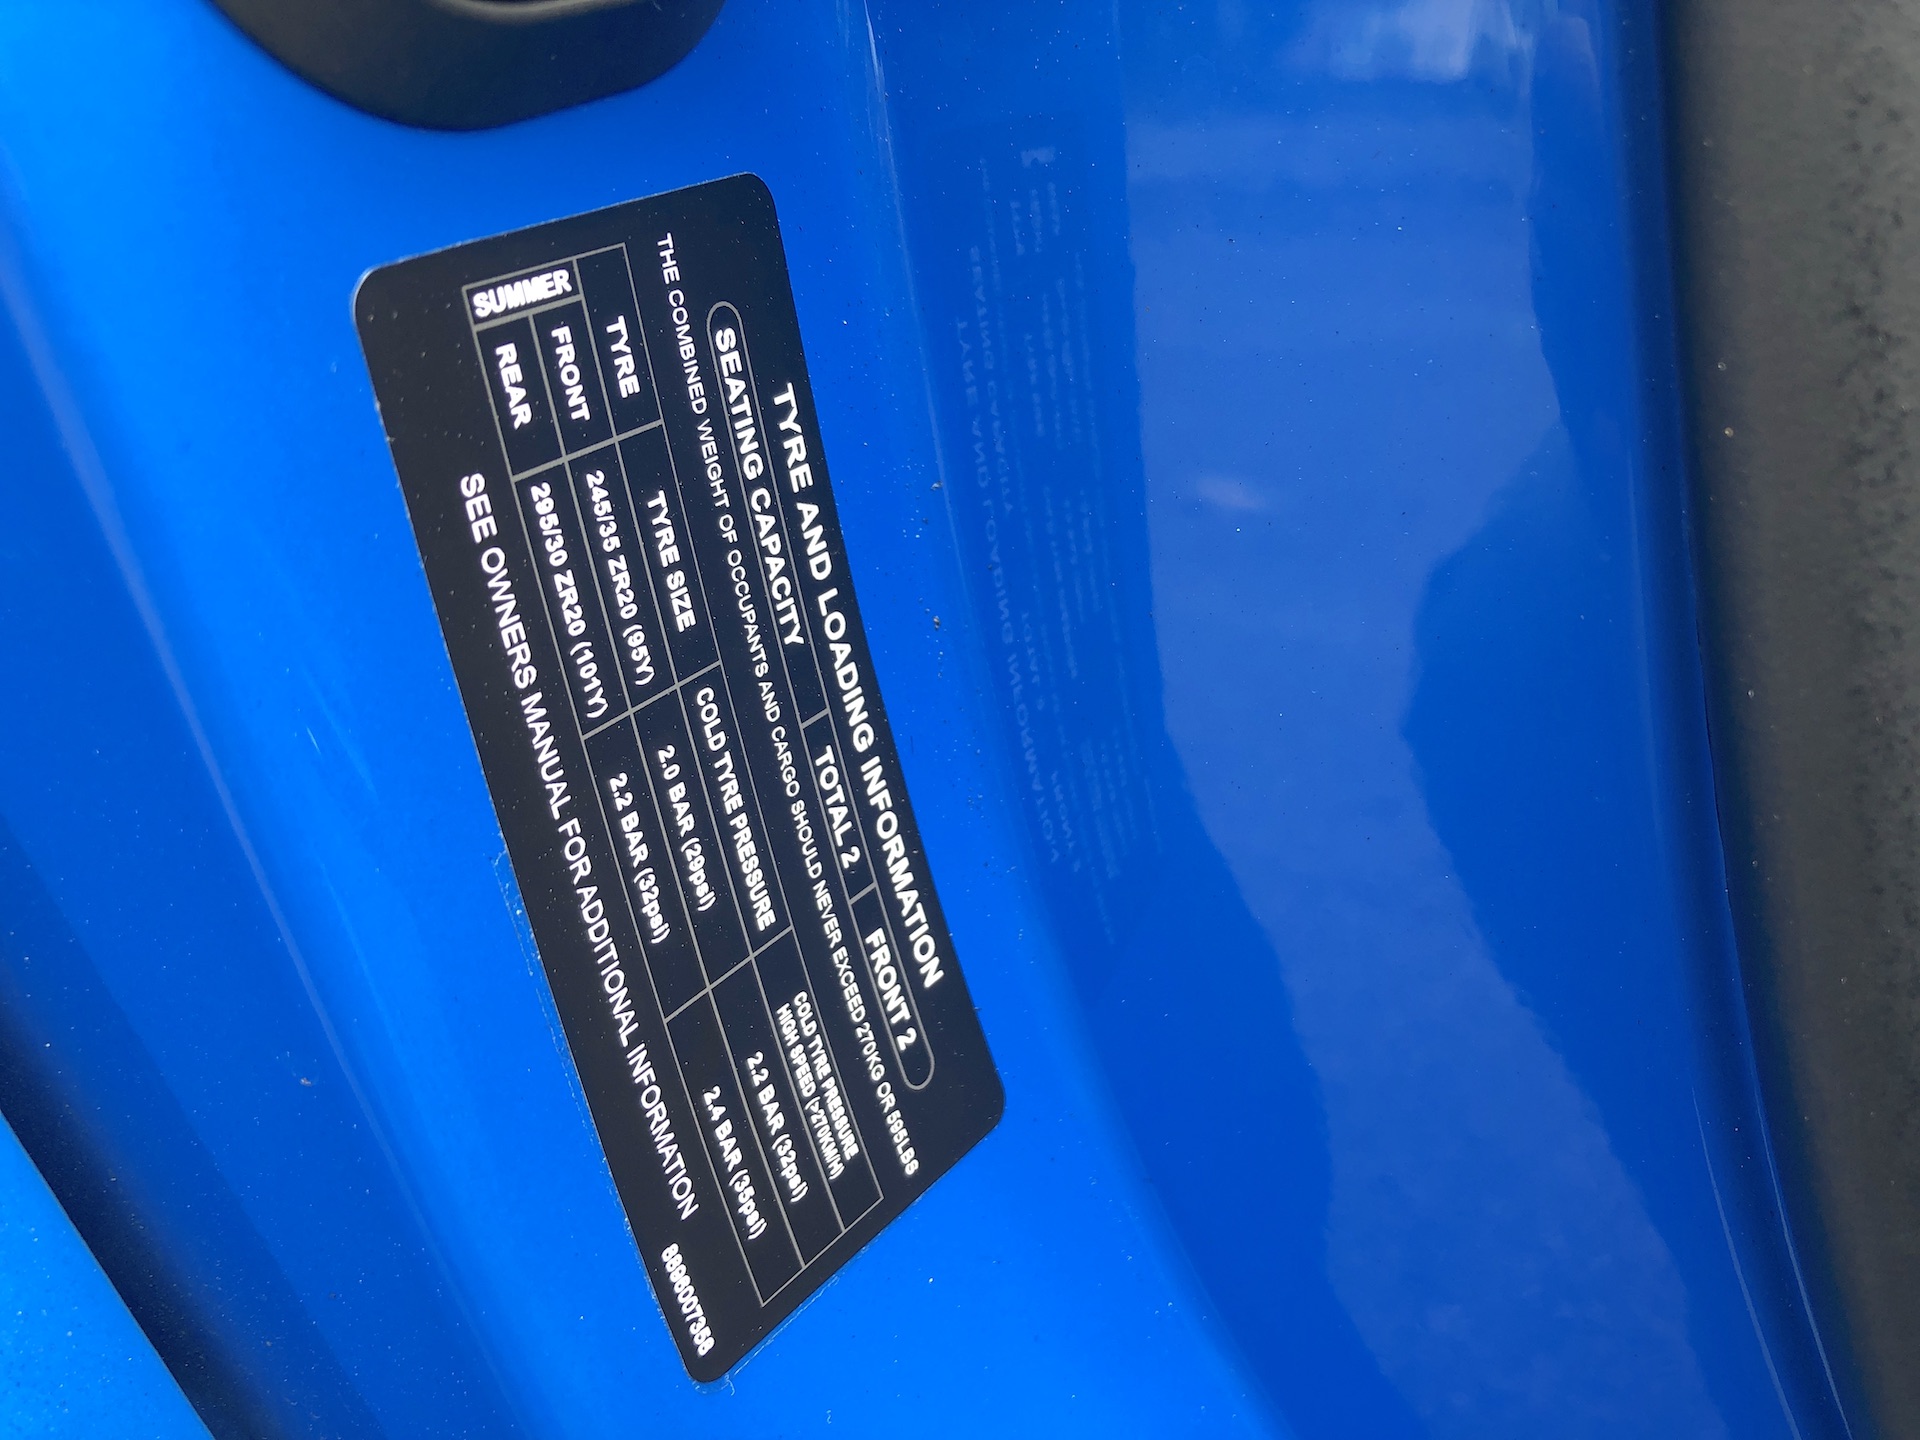 TYRE AND LOADING INFORMATION
SEATING CAPACITY TOTAL 2 FRONT 2
THE COMBINED WEIGHT OF OCCUPANTS AND CARGO SHOULD NEVER EXCEED 270KG OR 595LBS
TYRE TYRE SIZE COLD TYRE PRESSURE COLD TYRE PRESSURE
HIGH SPEED (>270KM/H)
SUMMER
FRONT 245/35 ZR20 (95Y) 2.0 BAR (29psi) 2.2 BAR (32psi)
REAR 295/30 ZR20 (101Y) 2.2 BAR (32psi) 2.4 BAR (35psi)
SEE OWNERS MANUAL FOR ADDITIONAL INFORMATION